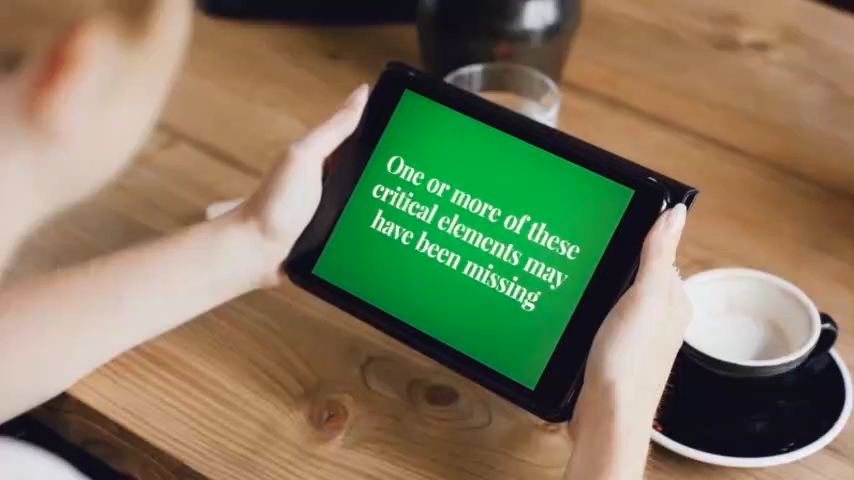 One or more of these
critical elements may
have been missing